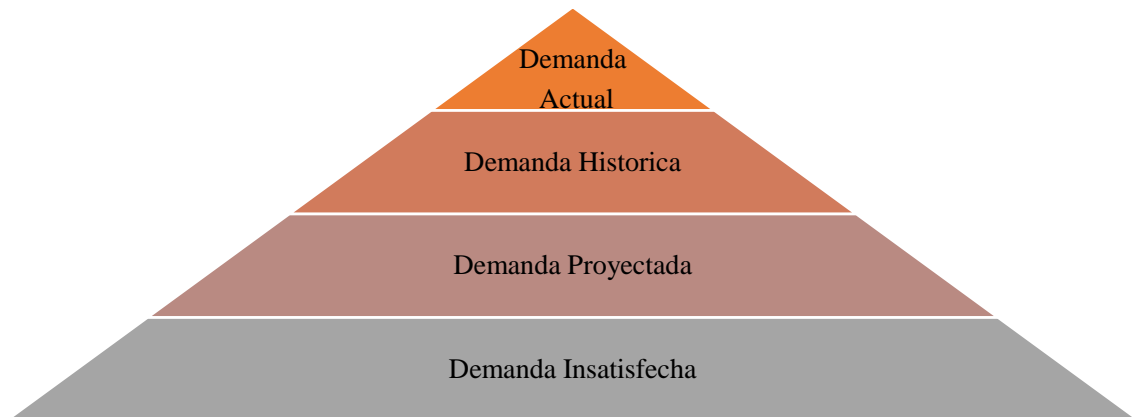 Demanda
Actual
Demanda Historica
Demanda Proyectada
Demanda Insatisfecha